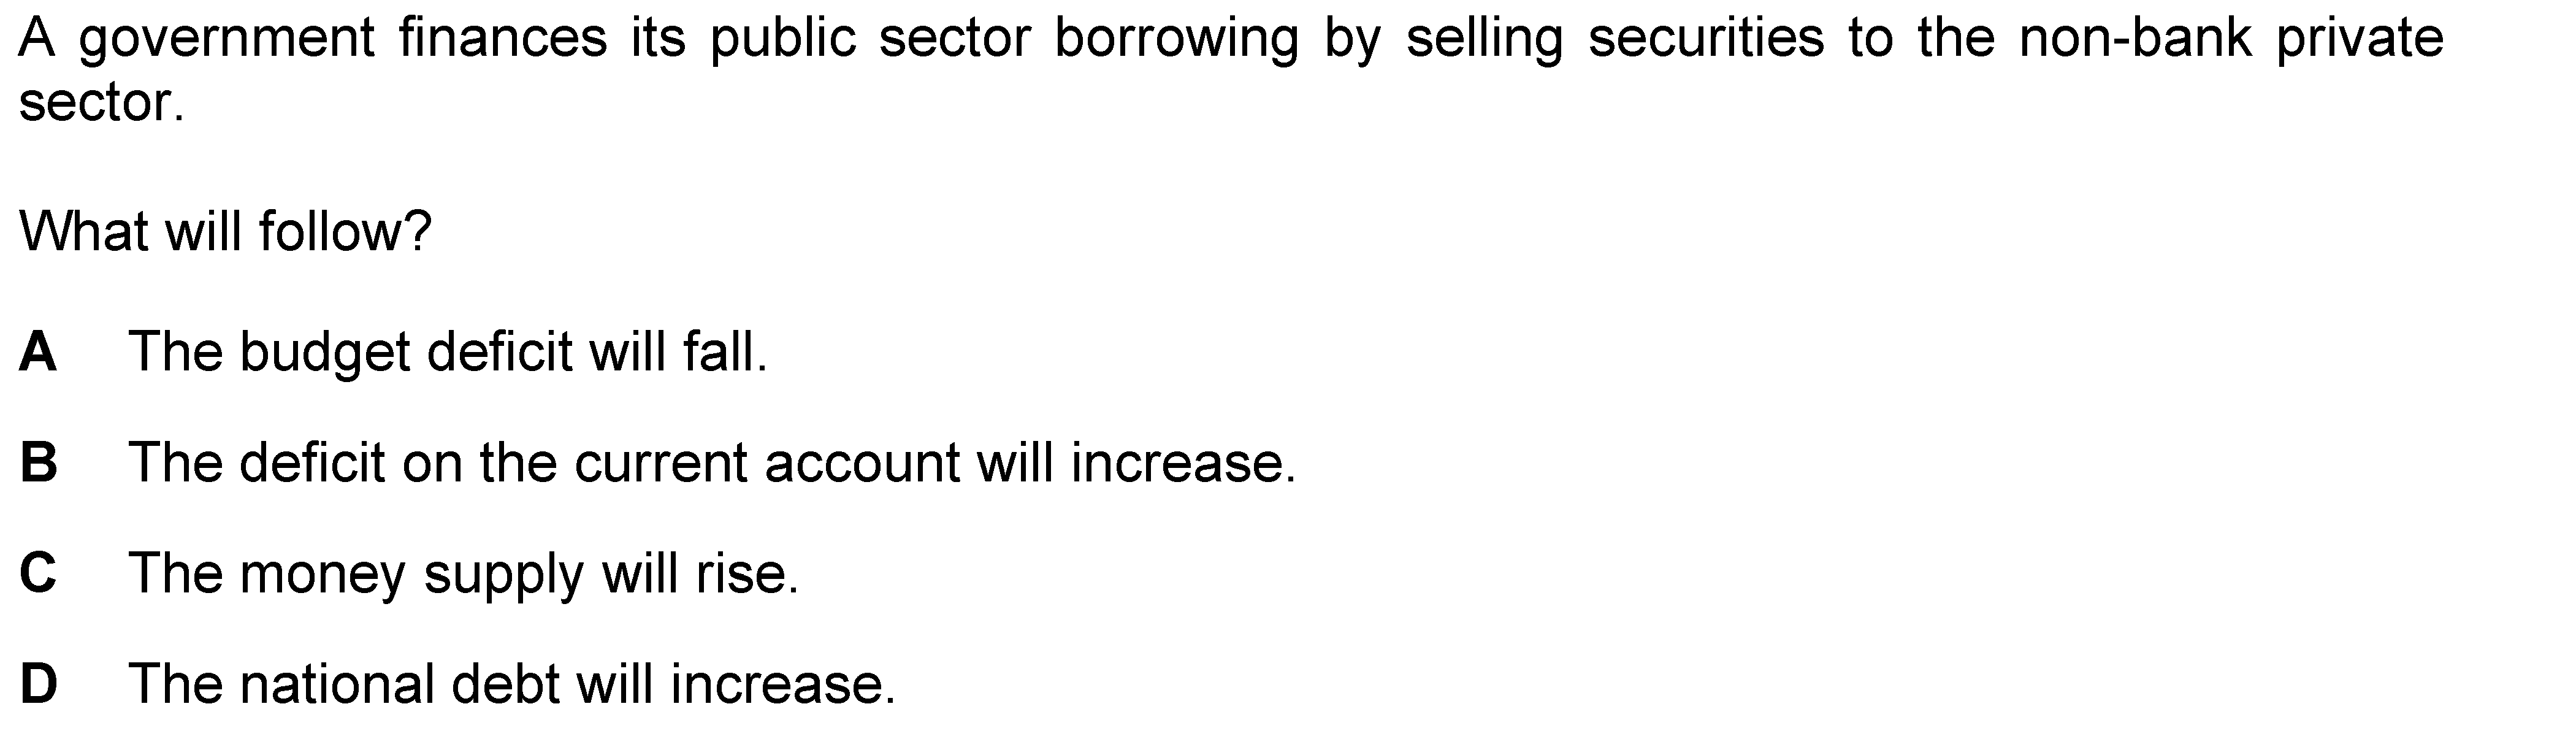 A government finances its public sector borrowing by selling securities to the non-bank private
sector.
What will follow?
A The budget deficit will fall.
B The deficit on the current account will increase.
C The money supply will rise.
D The national debt will increase.